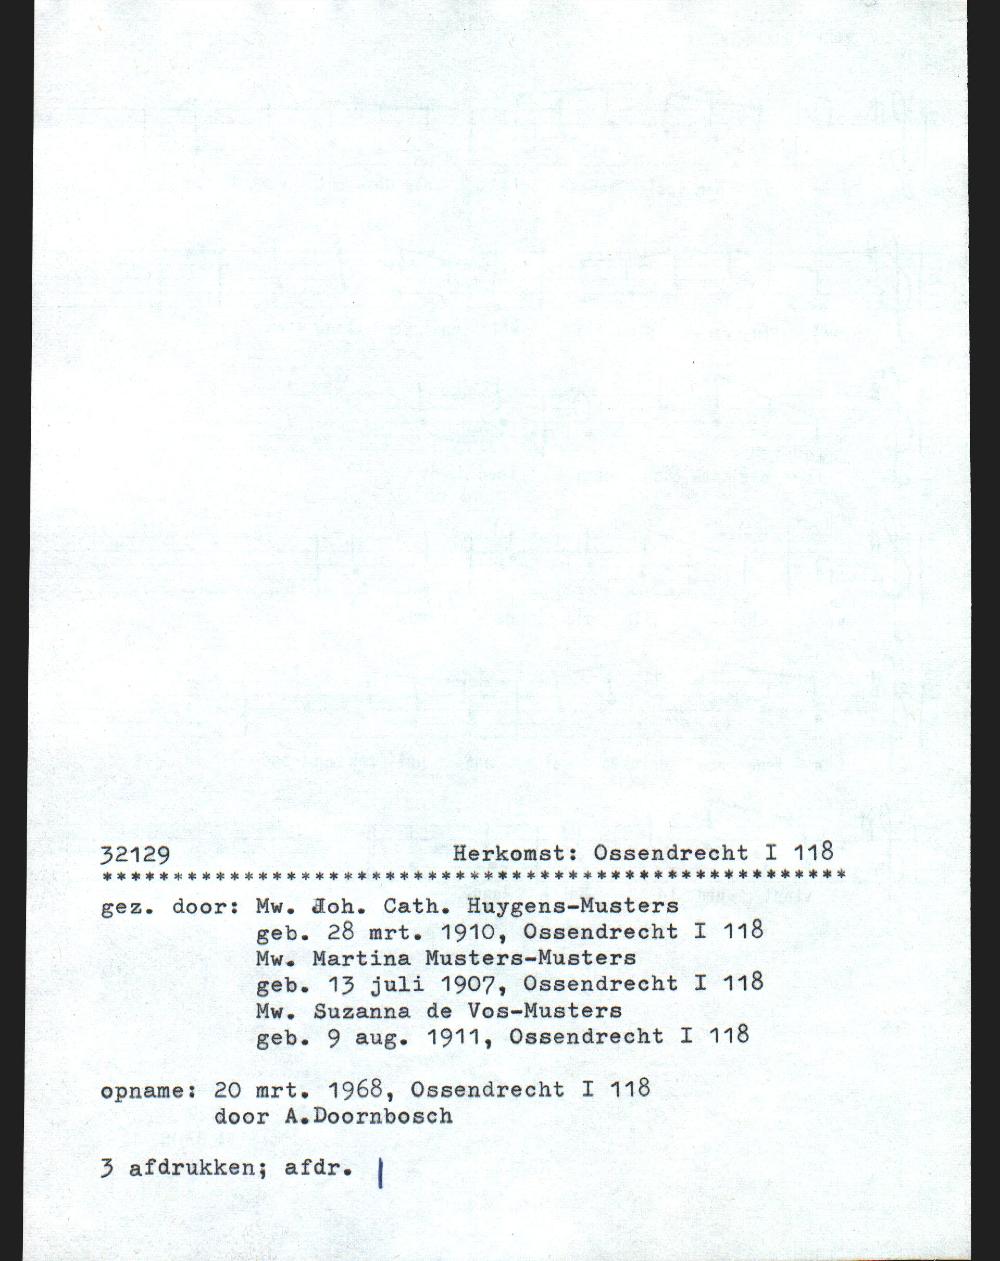 32129 Herkomst: Ossendrecht I 118
*****************************************************
gez. door: Mw. Joh. Cath. Huygens-Musters
geb. 28 mrt. 1910, Ossendrecht I 118
Mw. Martina Musters-Musters
geb. 13 juli 1907, Ossendrecht I 118
Mw. Suzanna de Vos-Musters
geb. 9 aug. 1911, Ossendrecht I 118
opname: 20 mrt. 1968, Ossendrecht I 118
door A.Doornbosch
3 afdrukken; afdr. |